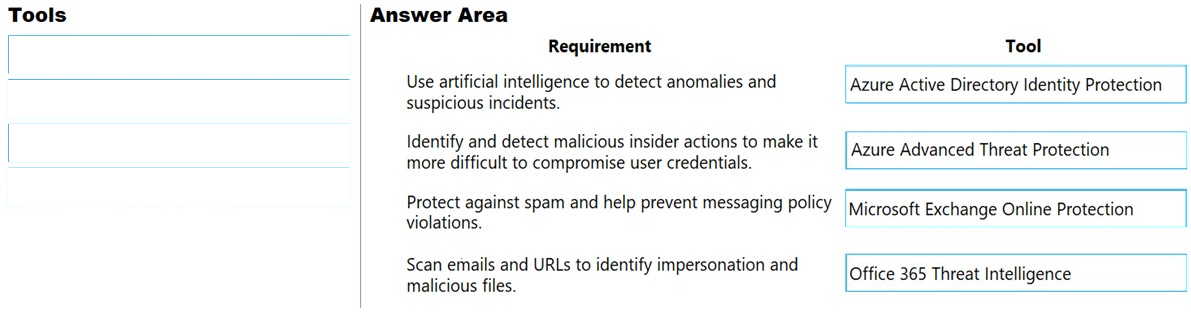 Tools
Answer Area
Requirement
Tool
Use artificial intelligence to detect anomalies and
suspicious incidents.
Azure Active Directory Identity Protection
Identify and detect malicious insider actions to make it
more difficult to compromise user credentials.
Azure Advanced Threat Protection
Protect against spam and help prevent messaging policy
violations.
Microsoft Exchange Online Protection
Scan emails and URLs to identify impersonation and
malicious files.
Office 365 Threat Intelligence